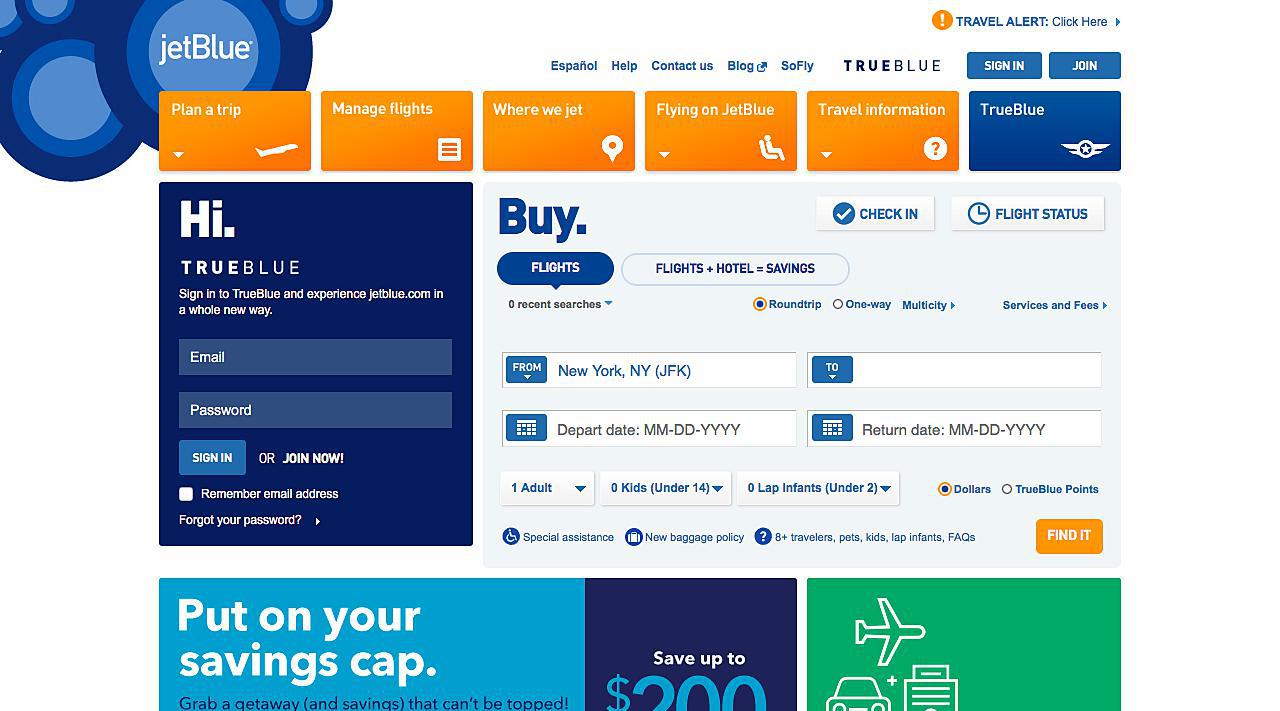 jetBlue
TRAVEL ALERT: Click Here
Español Help Contact us Blog SoFly TRUEBLUE SIGN IN JOIN
Plan a trip
Manage flights
Where we jet
Flying on JetBlue
Travel information
TrueBlue
Hi.
TRUEBLUE
Sign in to TrueBlue and experience jetblue.com in
a whole new way.
Email
Password
SIGN IN OR JOIN NOW!
Remember email address
Forgot your password?
Buy.
CHECK IN FLIGHT STATUS
FLIGHTS FLIGHTS + HOTEL = SAVINGS
0 recent searches Roundtrip One-way Multicity Services and Fees
FROM New York, NY (JFK) TO
Depart date: MM-DD-YYYY Return date: MM-DD-YYYY
1 Adult 0 Kids (Under 14) 0 Lap Infants (Under 2) Dollars TrueBlue Points
Special assistance New baggage policy 8+ travelers, pets, kids, lap infants, FAQs FIND IT
Put on your
savings cap.
Grab a getaway (and savings) that can't be topped!
Save up to
$200